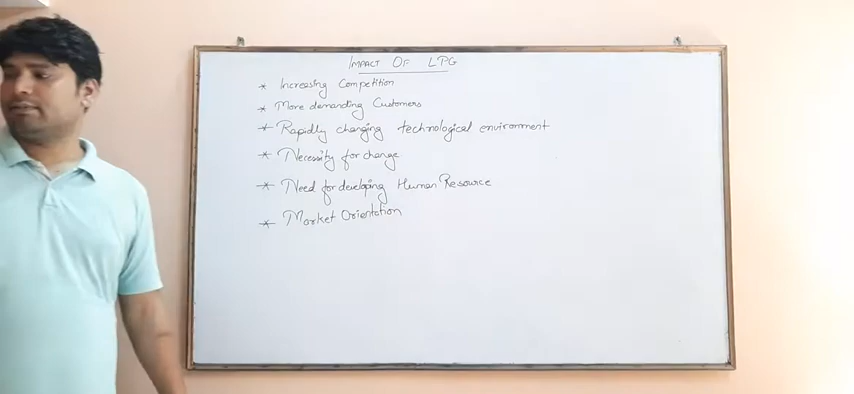 IMPACT OF LPG
* Increasing Competition
* More demanding Customers
* Rapidly changing technological environment
* Necessity for change
* Need for developing Human Resource
* Market Orientation